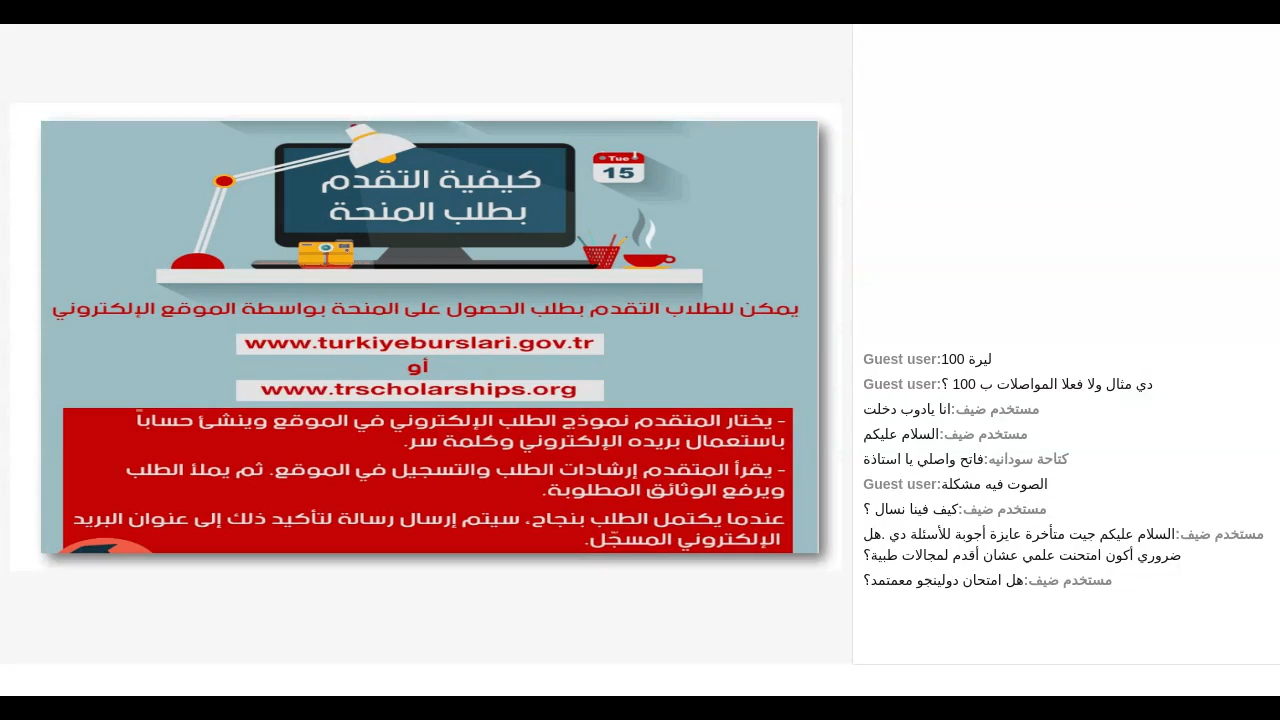 كيفية التقدم
بطلب المنحة
Tue
15
يمكن للطلاب التقدم بطلب الحصول على المنحة بواسطة الموقع الإلكتروني
www.turkiyeburslari.gov.tr
أو
www.trscholarships.org
- يختار المتقدم نموذج الطلب الإلكتروني في الموقع وينشئ حساباً
باستعمال بريده الإلكتروني وكلمة سر.
- يقرأ المتقدم إرشادات الطلب والتسجيل في الموقع. ثم يملأ الطلب
ويرفع الوثائق المطلوبة.
عندما يكتمل الطلب بنجاح، سيتم إرسال رسالة لتأكيد ذلك إلى عنوان البريد
الإلكتروني المسجّل.
Guest user:100 ليرة
Guest user:دي مثال ولا فعلا المواصلات ب 100 ؟
مستخدم ضيف:انا يادوب دخلت
مستخدم ضيف:السلام عليكم
كتاحة سودانيه:فاتح واصلي يا استاذة
Guest user:الصوت فيه مشكلة
مستخدم ضيف:كيف فينا نسال ؟
مستخدم ضيف:السلام عليكم جيت متأخرة عايزة أجوبة للأسئلة دي .هل
ضروري أكون امتحنت علمي عشان أقدم لمجالات طبية؟
مستخدم ضيف:هل امتحان دولينجو معمتمد؟